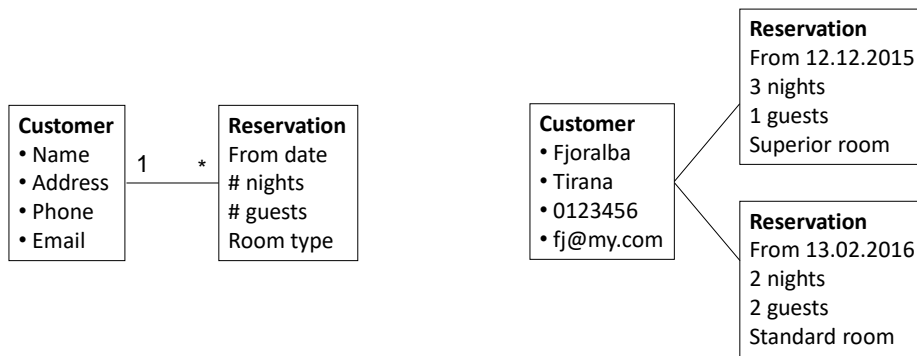 Customer
• Name
• Address
• Phone
• Email
1
*
Reservation
From date
# nights
# guests
Room type
Customer
• Fjoralba
• Tirana
• 0123456
• fj@my.com
Reservation
From 12.12.2015
3 nights
1 guests
Superior room
Reservation
From 13.02.2016
2 nights
2 guests
Standard room